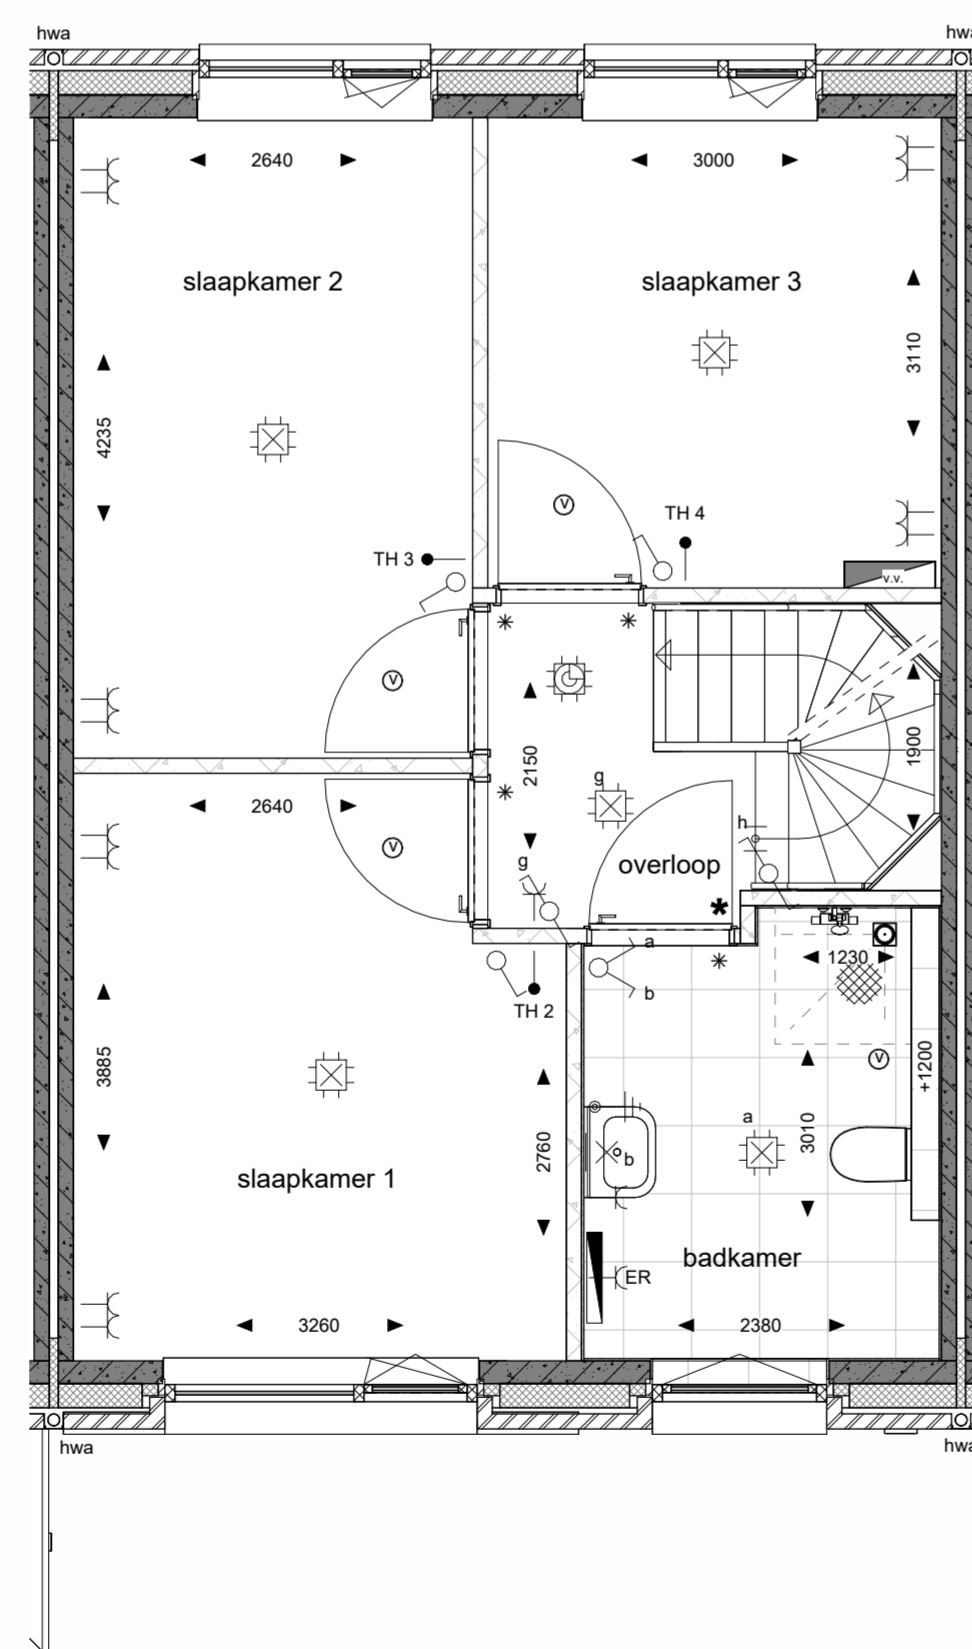 hwa
hwa
2640
3000
slaapkamer 2
slaapkamer 3
3110
4235
V
TH 4
TH 3
v.v.
V
1900
2150
g
2640
h
V
overloop
g
*
a
1230
b
TH 2
V
+1200
3885
a
3010
2760
b
slaapkamer 1
badkamer
ER
3260
2380
hwa
hwa